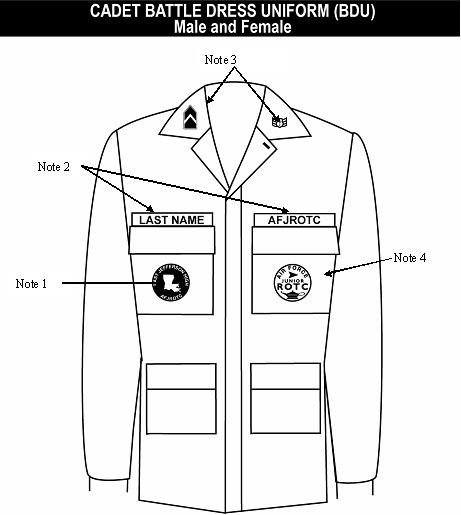 CADET BATTLE DRESS UNIFORM (BDU)
Male and Female
Note 3
Note 2
LAST NAME
AFJROTC
Note 4
Note 1
AFJROTC
AIR FORCE
JUNIOR
ROTC